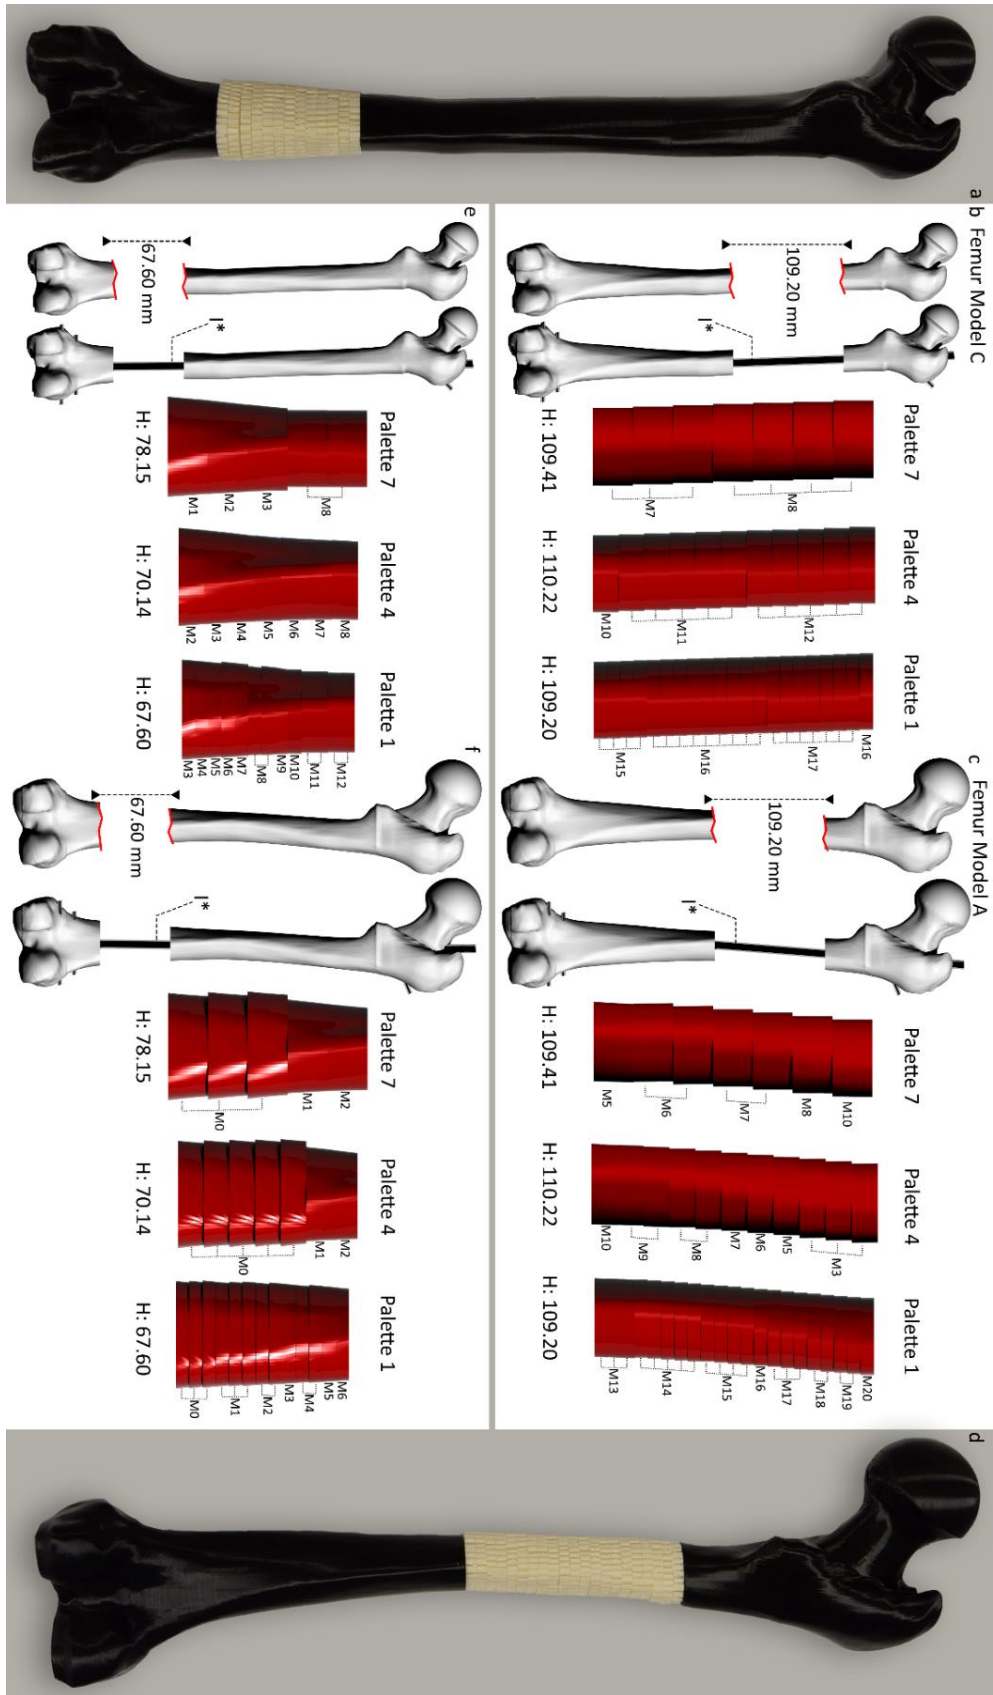 a
b
Femur Model C
109.20 mm
I*
Palette 7
M8
M7
H: 109.41
Palette 4
M12
M11
M10
H: 110.22
Palette 1
M16
M17
M16
M15
H: 109.20
c
Femur Model A
109.20 mm
I*
Palette 7
M10
M8
M7
M6
M5
H: 109.41
Palette 4
M3
M5
M6
M7
M8
M9
M10
H: 110.22
Palette 1
M20
M19
M18
M17
M16
M15
M14
M13
H: 109.20
d
e
67.60 mm
I*
Palette 7
M8
M3
M2
M1
H: 78.15
Palette 4
M8
M7
M6
M5
M4
M3
M2
H: 70.14
Palette 1
M12
M11
M10
M9
M8
M7
M6
M5
M4
M3
H: 67.60
f
67.60 mm
I*
Palette 7
M2
M1
M0
H: 78.15
Palette 4
M2
M1
M0
H: 70.14
Palette 1
M6
M5
M4
M3
M2
M1
M0
H: 67.60